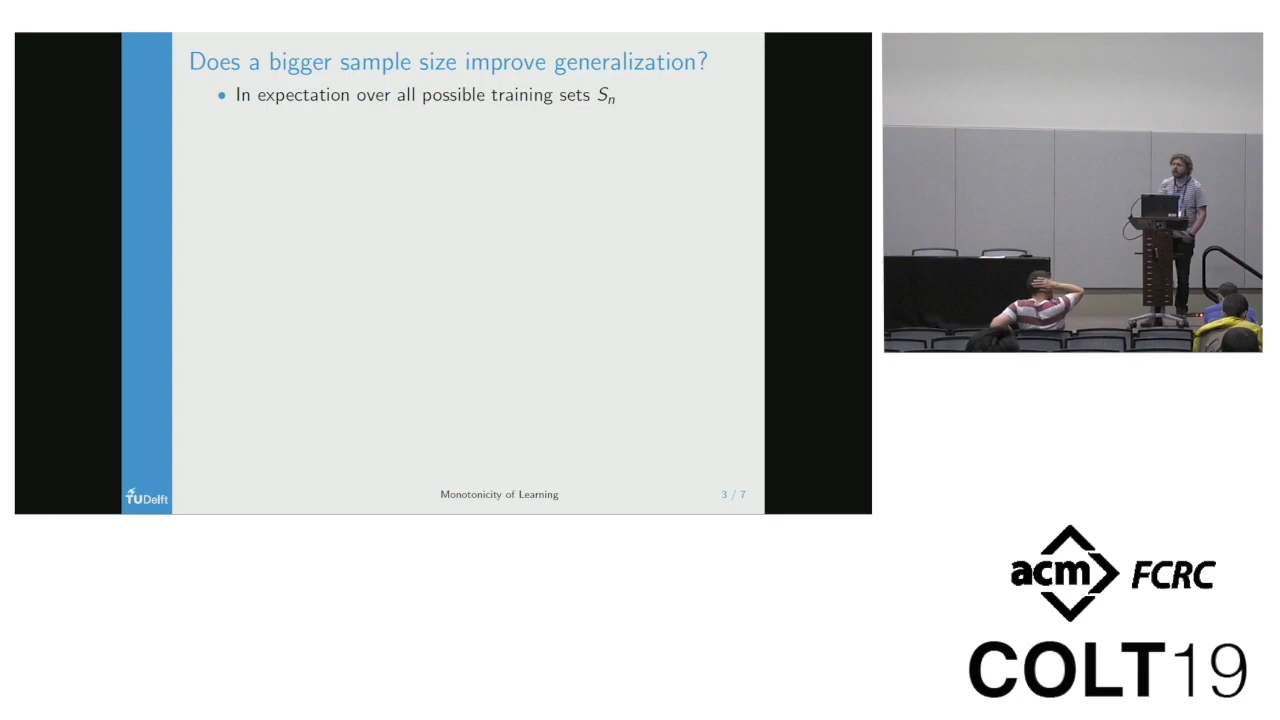 Does a bigger sample size improve generalization?
• In expectation over all possible training sets Sₙ
TUDelft
Monotonicity of Learning
3 / 7
acm FCRC
COLT19